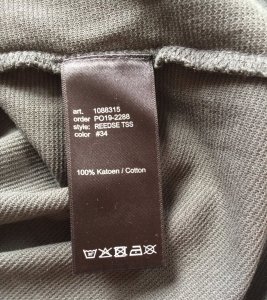 art. 1088315
order PO19-2288
style: REEDSE TSS
color #34
100% Katoen / Cotton